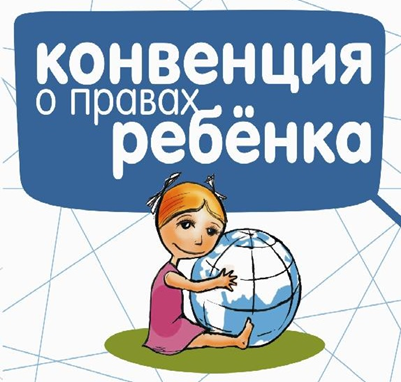 конвенция
о правах
ребёнка